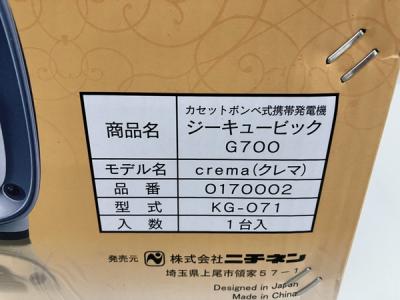 カセットボンベ式携帯発電機
商品名 ジーキュービック
G700
モデル名 crema(クレマ)
品番 0170002
型式 KG-071
入数 1台入
発売元 株式会社ニチネン
埼玉県上尾市領家57-1
Designed in Japan
Made in China